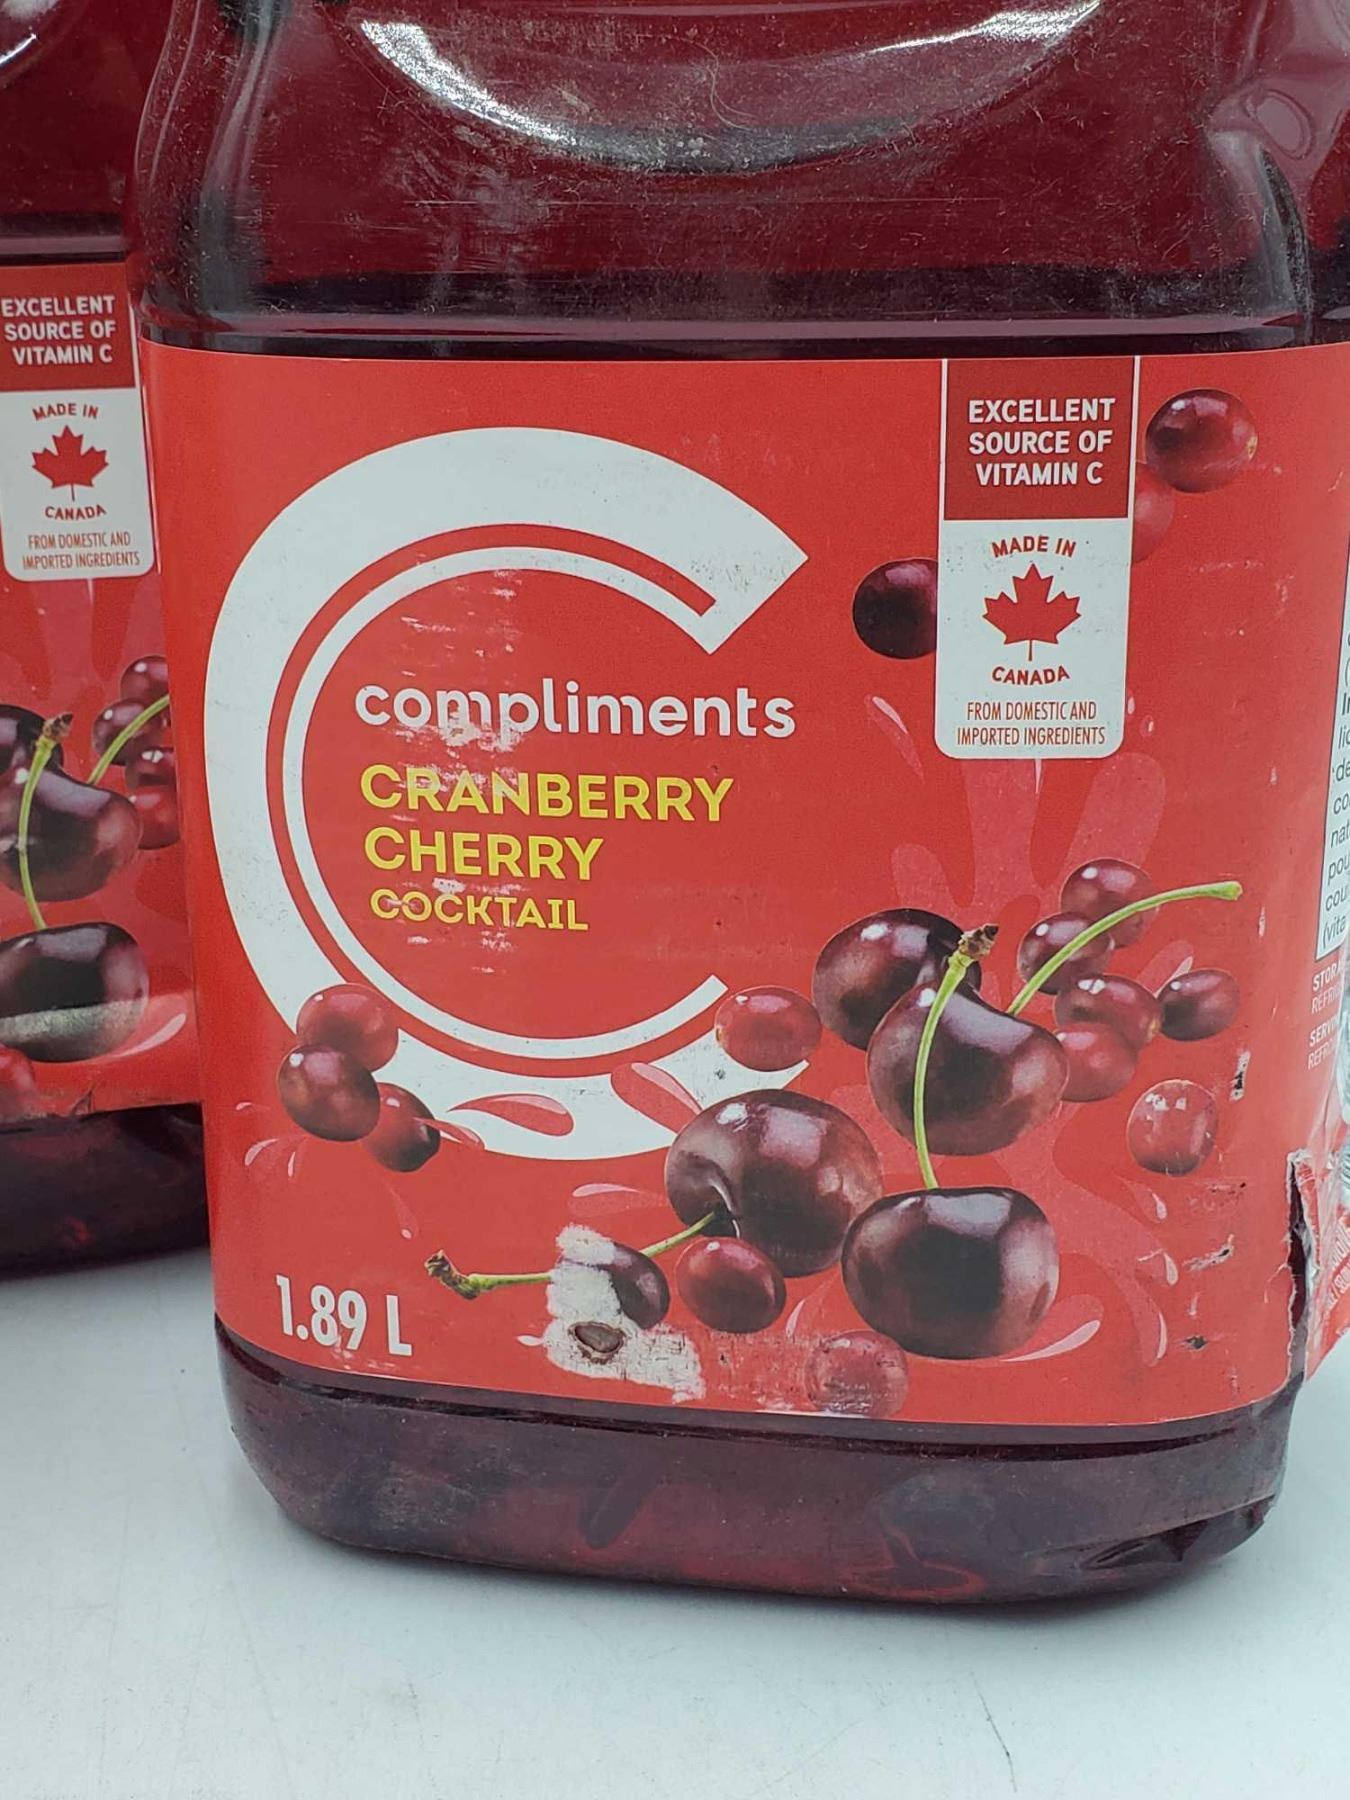 EXCELLENT
SOURCE OF
VITAMIN C
MADE IN
CANADA
FROM DOMESTIC AND
IMPORTED INGREDIENTS
compliments
CRANBERRY
CHERRY
COCKTAIL
1.89 L
EXCELLENT
SOURCE OF
VITAMIN C
MADE IN
CANADA
FROM DOMESTIC AND
IMPORTED INGREDIENTS